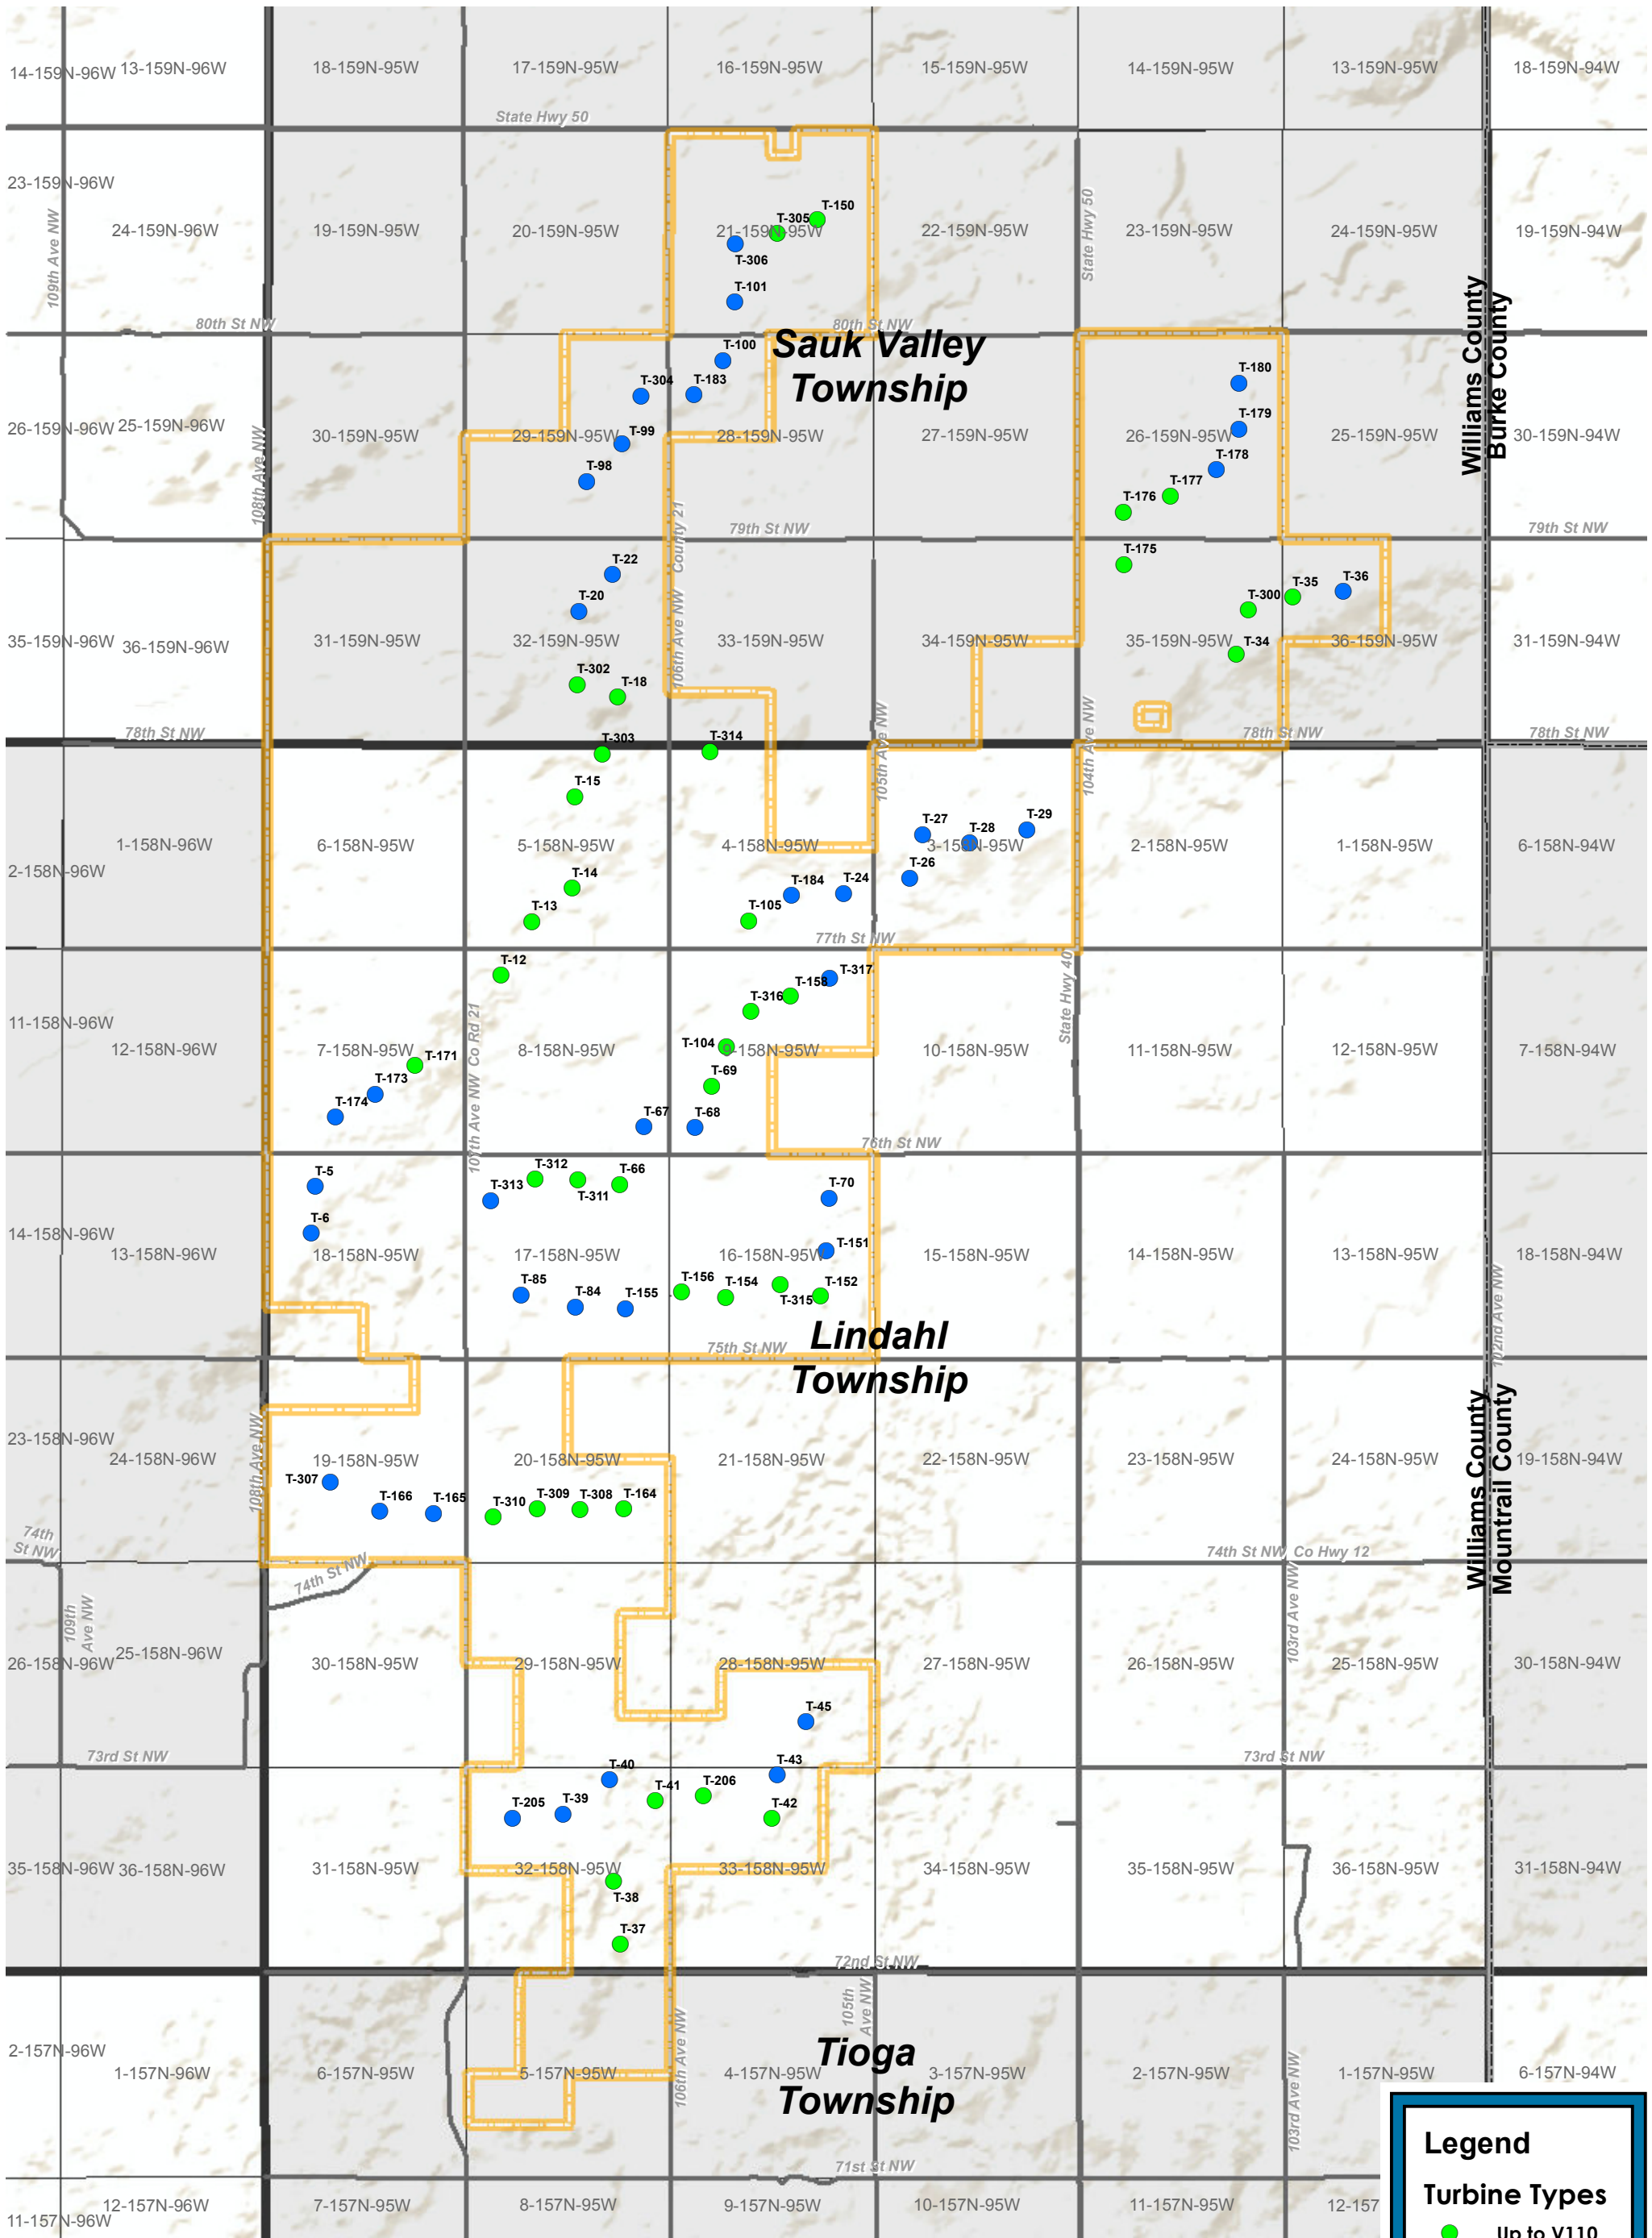 14-159N-96W
13-159N-96W
18-159N-95W
17-159N-95W
16-159N-95W
15-159N-95W
14-159N-95W
13-159N-95W
18-159N-94W
State Hwy 50
23-159N-96W
24-159N-96W
109th Ave NW
19-159N-95W
20-159N-95W
T-305
T-150
21-159N-95W
T-306
T-101
22-159N-95W
State Hwy 50
23-159N-95W
24-159N-95W
19-159N-94W
Williams County
Burke County
80th St NW
80th St NW
Sauk Valley
Township
T-100
T-304
T-183
T-180
T-179
26-159N-96W
25-159N-96W
108th Ave NW
30-159N-95W
29-159N-95W
T-99
28-159N-95W
27-159N-95W
26-159N-95W
25-159N-95W
30-159N-94W
T-98
T-178
T-177
T-176
County 21
79th St NW
79th St NW
T-175
T-22
T-20
T-36
T-35
T-300
35-159N-96W
36-159N-96W
31-159N-95W
32-159N-95W
106th Ave NW
33-159N-95W
34-159N-95W
35-159N-95W
36-159N-95W
31-159N-94W
T-34
T-302
T-18
78th St NW
T-303
T-314
105th Ave NW
104th Ave NW
78th St NW
78th St NW
T-15
T-27
T-28
T-29
2-158N-96W
1-158N-96W
6-158N-95W
5-158N-95W
4-158N-95W
3-158N-95W
2-158N-95W
1-158N-95W
6-158N-94W
T-14
T-184
T-24
T-26
T-13
T-105
77th St NW
T-12
T-317
T-158
T-316
State Hwy 40
11-158N-96W
12-158N-96W
7-158N-95W
T-171
107th Ave NW Co Rd 21
8-158N-95W
T-104
9-158N-95W
10-158N-95W
11-158N-95W
12-158N-95W
7-158N-94W
T-173
T-69
T-174
T-67
T-68
76th St NW
T-5
T-312
T-66
T-313
T-311
T-70
T-6
T-151
14-158N-96W
13-158N-96W
18-158N-95W
17-158N-95W
16-158N-95W
15-158N-95W
14-158N-95W
13-158N-95W
18-158N-94W
T-85
T-84
T-155
T-156
T-154
T-315
T-152
102nd Ave NW
Lindahl
Township
75th St NW
Williams County
Mountrail County
23-158N-96W
24-158N-96W
108th Ave NW
19-158N-95W
20-158N-95W
21-158N-95W
22-158N-95W
23-158N-95W
24-158N-95W
19-158N-94W
T-307
T-166
T-165
T-310
T-309
T-308
T-164
74th
St NW
74th St NW
74th St NW Co Hwy 12
109th
Ave NW
103rd Ave NW
26-158N-96W
25-158N-96W
30-158N-95W
29-158N-95W
28-158N-95W
27-158N-95W
26-158N-95W
25-158N-95W
30-158N-94W
T-45
73rd St NW
73rd St NW
T-40
T-43
T-41
T-206
T-205
T-39
T-42
35-158N-96W
36-158N-96W
31-158N-95W
32-158N-95W
33-158N-95W
34-158N-95W
35-158N-95W
36-158N-95W
31-158N-94W
T-38
T-37
72nd St NW
105th
Ave NW
106th Ave NW
2-157N-96W
1-157N-96W
6-157N-95W
5-157N-95W
4-157N-95W
3-157N-95W
2-157N-95W
1-157N-95W
6-157N-94W
Tioga
Township
103rd Ave NW
71st St NW
11-157N-96W
12-157N-96W
7-157N-95W
8-157N-95W
9-157N-95W
10-157N-95W
11-157N-95W
12-157
Legend
Turbine Types
Up to V110